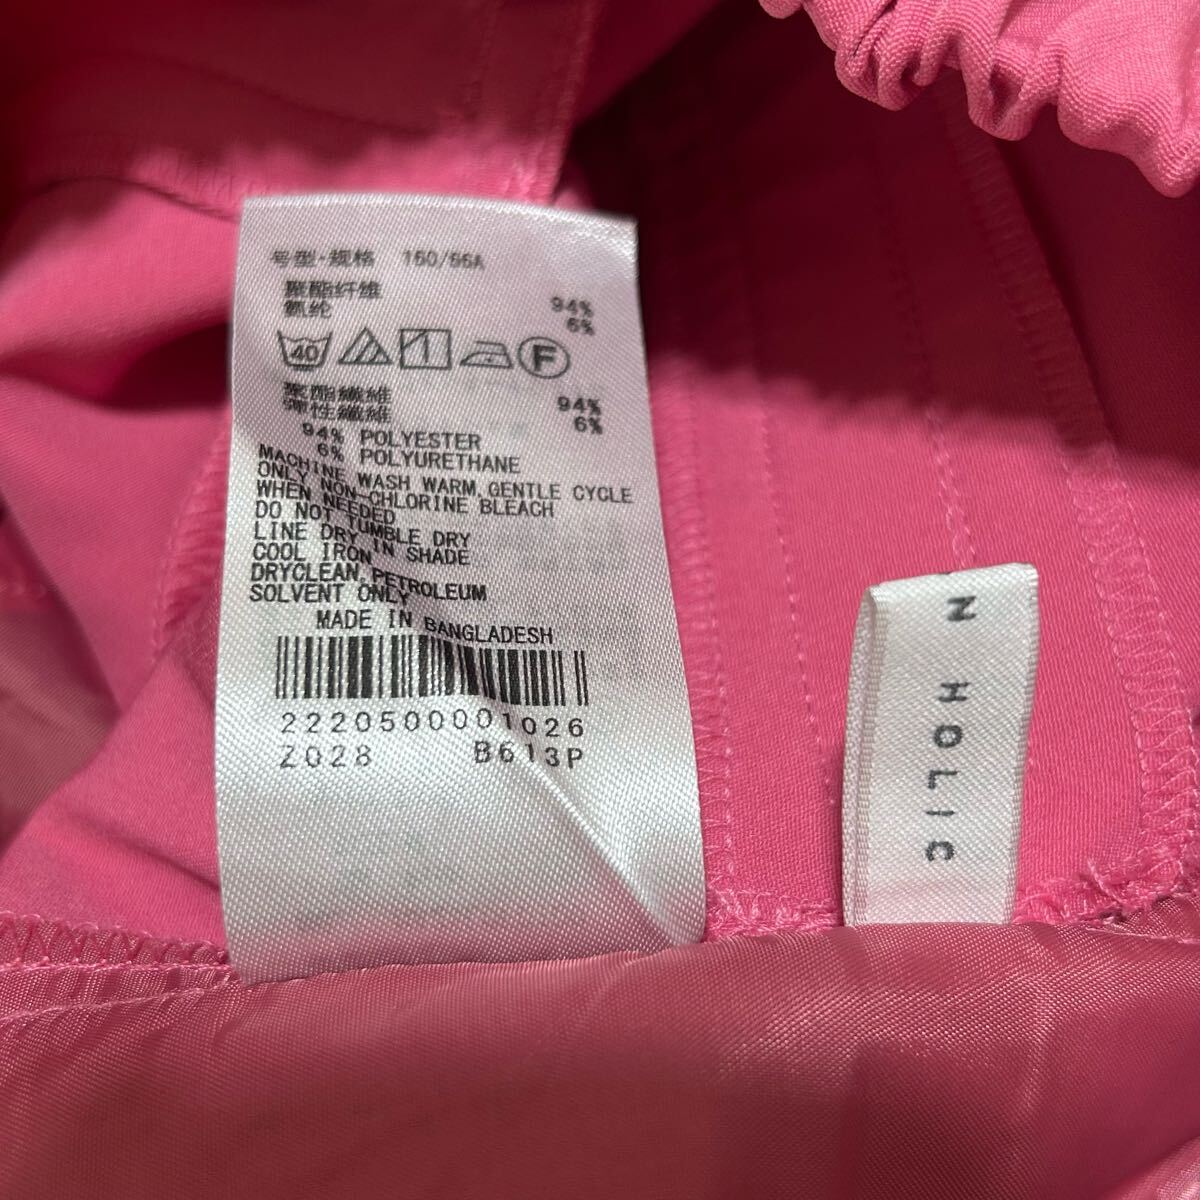 号型·规格 160/66A
聚酯纤维 94%
氨纶 6%
40 1 F
聚酯纖維 94%
彈性纖維 6%
94% POLYESTER
6% POLYURETHANE
MACHINE WASH WARM, GENTLE CYCLE
ONLY NON-CHLORINE BLEACH
WHEN NEEDED
DO NOT TUMBLE DRY
LINE DRY IN SHADE
COOL IRON
DRYCLEAN, PETROLEUM
SOLVENT ONLY
MADE IN BANGLADESH
2220500001026
Z028 B613P
N HOLIC